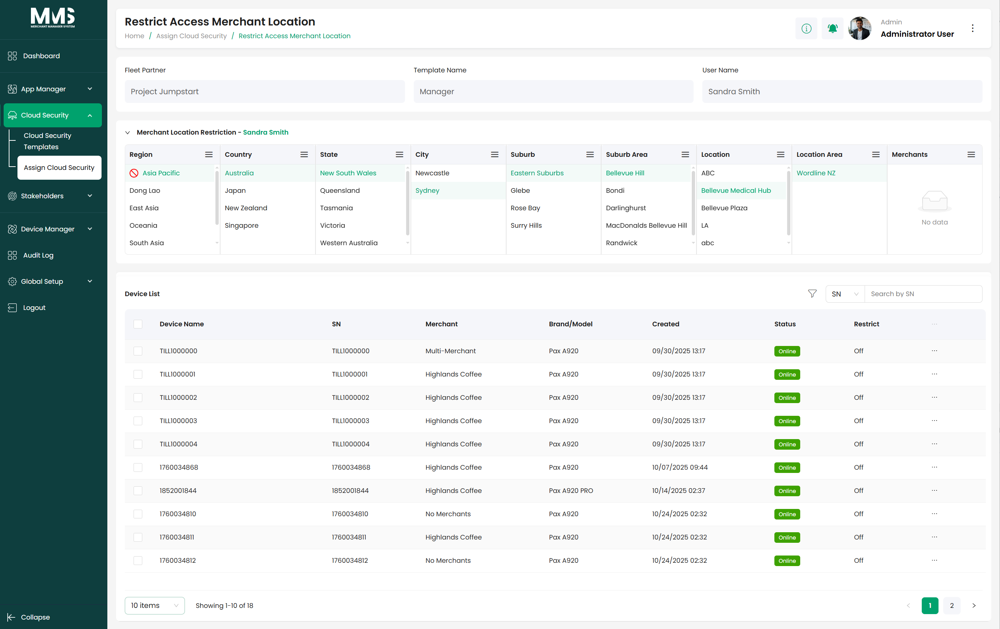 MMS
MERCHANT MANAGER SYSTEM
Dashboard
App Manager
Cloud Security
Cloud Security
Templates
Assign Cloud Security
Stakeholders
Device Manager
Audit Log
Global Setup
Logout
Collapse
Restrict Access Merchant Location
Home / Assign Cloud Security / Restrict Access Merchant Location
Admin
Administrator User
Fleet Partner
Project Jumpstart
Template Name
Manager
User Name
Sandra Smith
Merchant Location Restriction - Sandra Smith
Region
Asia Pacific
Dong Lao
East Asia
Oceania
South Asia
Country
Australia
Japan
New Zealand
Singapore
State
New South Wales
Queensland
Tasmania
Victoria
Western Australia
City
Newcastle
Sydney
Suburb
Eastern Suburbs
Glebe
Rose Bay
Surry Hills
Suburb Area
Bellevue Hill
Bondi
Darlinghurst
MacDonalds Bellevue Hill
Randwick
Location
ABC
Bellevue Medical Hub
Bellevue Plaza
LA
abc
Location Area
Wordline NZ
Merchants
No data
Device List
SN
Search by SN
Device Name SN Merchant Brand/Model Created Status Restrict ...
TILL1000000 TILL1000000 Multi-Merchant Pax A920 09/30/2025 13:17 Online Off ...
TILL1000001 TILL1000001 Highlands Coffee Pax A920 09/30/2025 13:17 Online Off ...
TILL1000002 TILL1000002 Highlands Coffee Pax A920 09/30/2025 13:17 Online Off ...
TILL1000003 TILL1000003 Highlands Coffee Pax A920 09/30/2025 13:17 Online Off ...
TILL1000004 TILL1000004 Highlands Coffee Pax A920 09/30/2025 13:17 Online Off ...
1760034868 1760034868 Highlands Coffee Pax A920 10/07/2025 09:44 Online Off ...
1852001844 1852001844 Highlands Coffee Pax A920 PRO 10/14/2025 02:37 Online Off ...
1760034810 1760034810 No Merchants Pax A920 10/24/2025 02:32 Online Off ...
1760034811 1760034811 Highlands Coffee Pax A920 10/24/2025 02:32 Online Off ...
1760034812 1760034812 No Merchants Pax A920 10/24/2025 02:32 Online Off ...
10 items
Showing 1-10 of 18
< 1 2 >